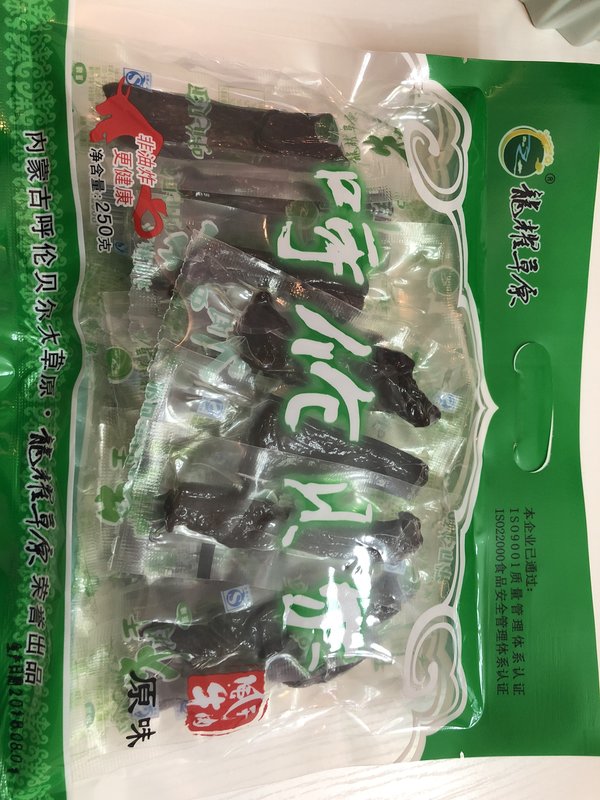 龙耀草原
®
本企业已通过:
ISO9001质量管理体系认证
ISO22000食品安全管理体系认证
呼伦贝尔
非油炸
更健康
净含量:250克
风干牛肉
原味
内蒙古呼伦贝尔大草原·龙耀草原 荣誉出品